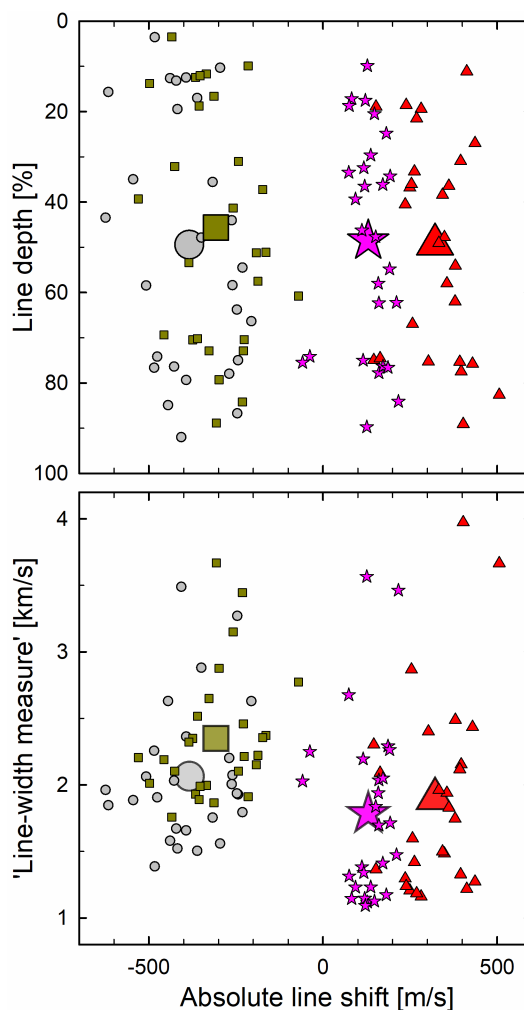 0
20
40
60
80
100
Line depth [%]
4
3
2
1
'Line-width measure' [km/s]
-500 0 500
Absolute line shift [m/s]